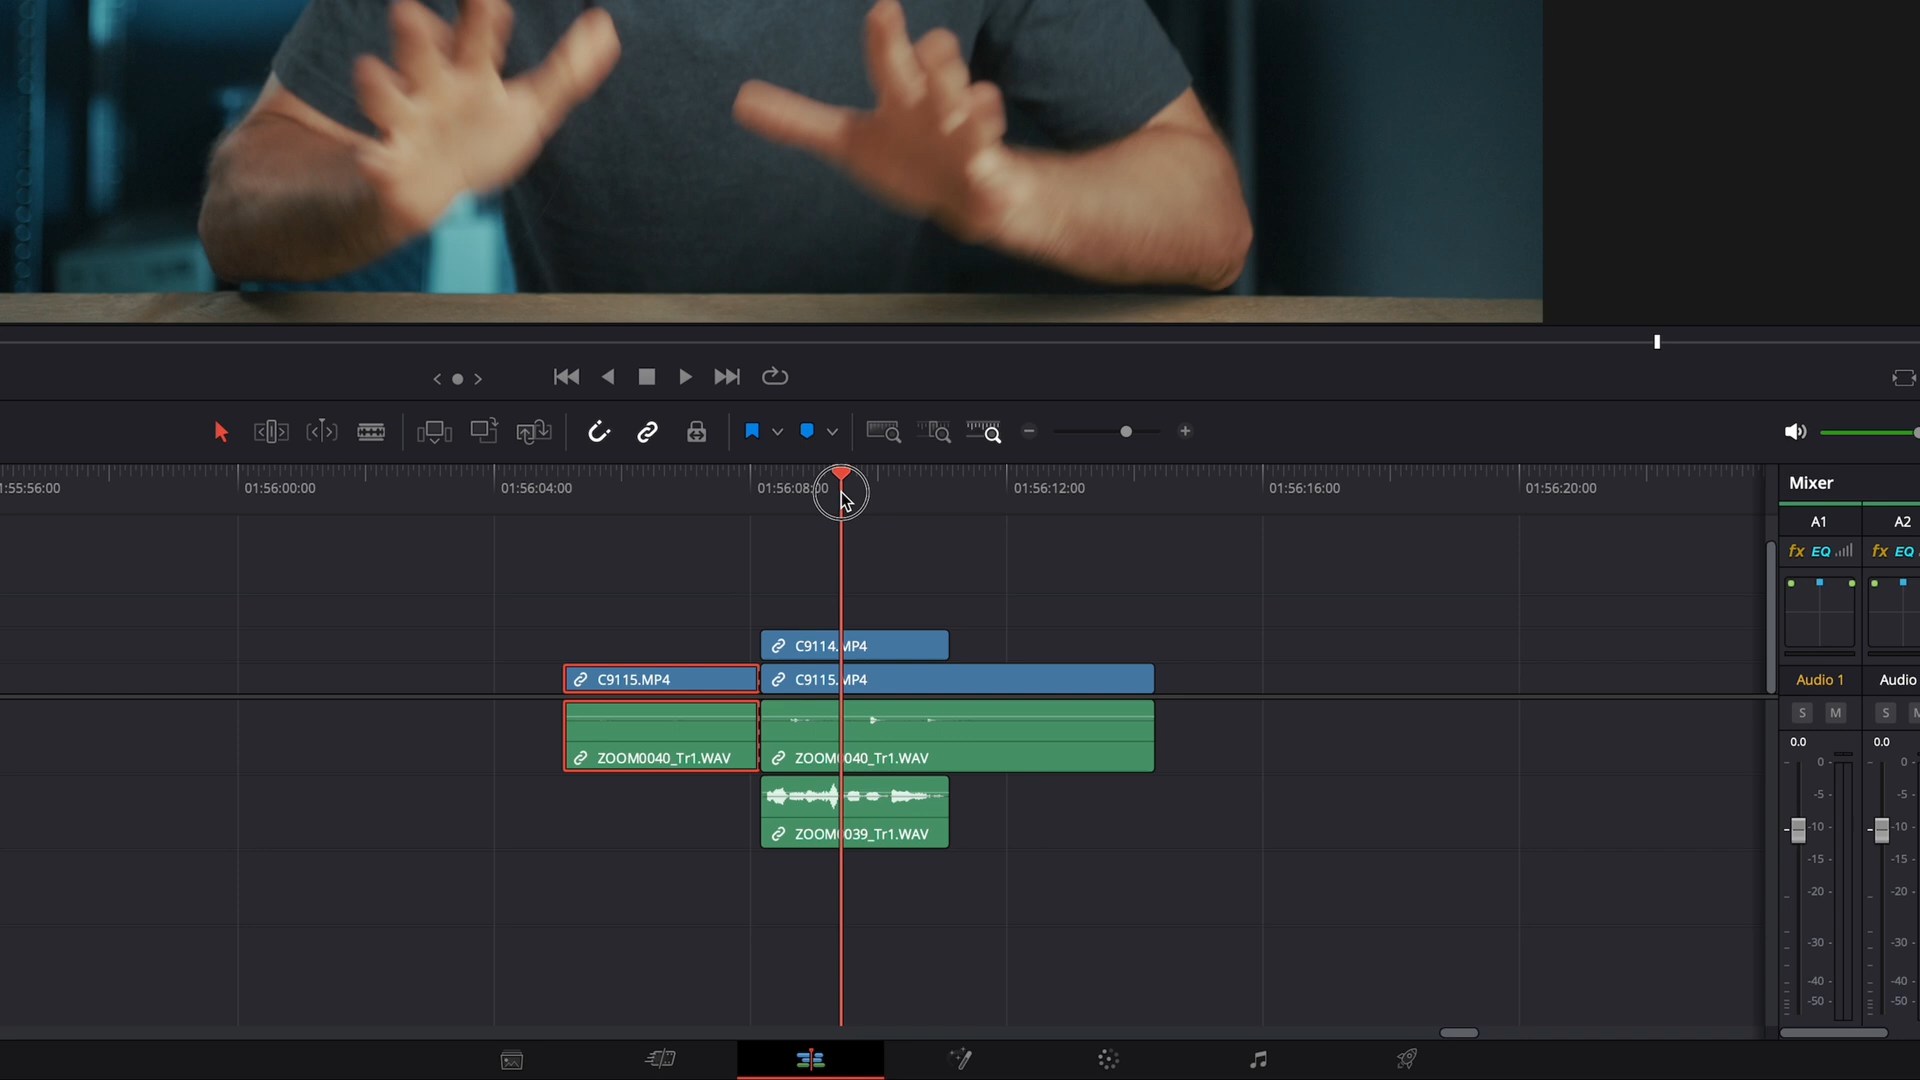 1:55:56:00
01:56:00:00
01:56:04:00
01:56:08:00
01:56:12:00
01:56:16:00
01:56:20:00
Mixer
A1
A2
fx EQ
fx EQ
C9114.MP4
C9115.MP4
C9115.MP4
Audio 1
Audio
S M
S M
ZOOM0040_Tr1.WAV
ZOOM0040_Tr1.WAV
0.0
0.0
0
-5
-10
-15
-20
-30
-40
-50
0
-5
-10
-15
-20
-30
-40
-50
ZOOM0039_Tr1.WAV